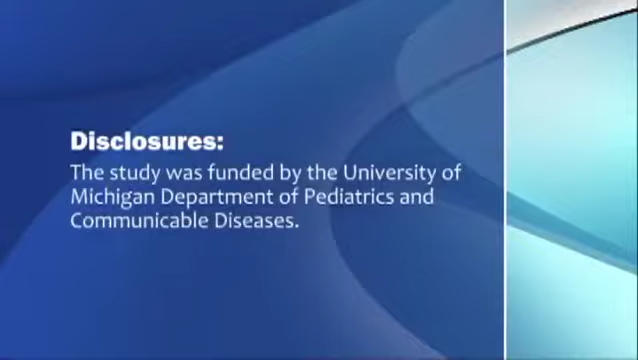 Disclosures:
The study was funded by the University of
Michigan Department of Pediatrics and
Communicable Diseases.